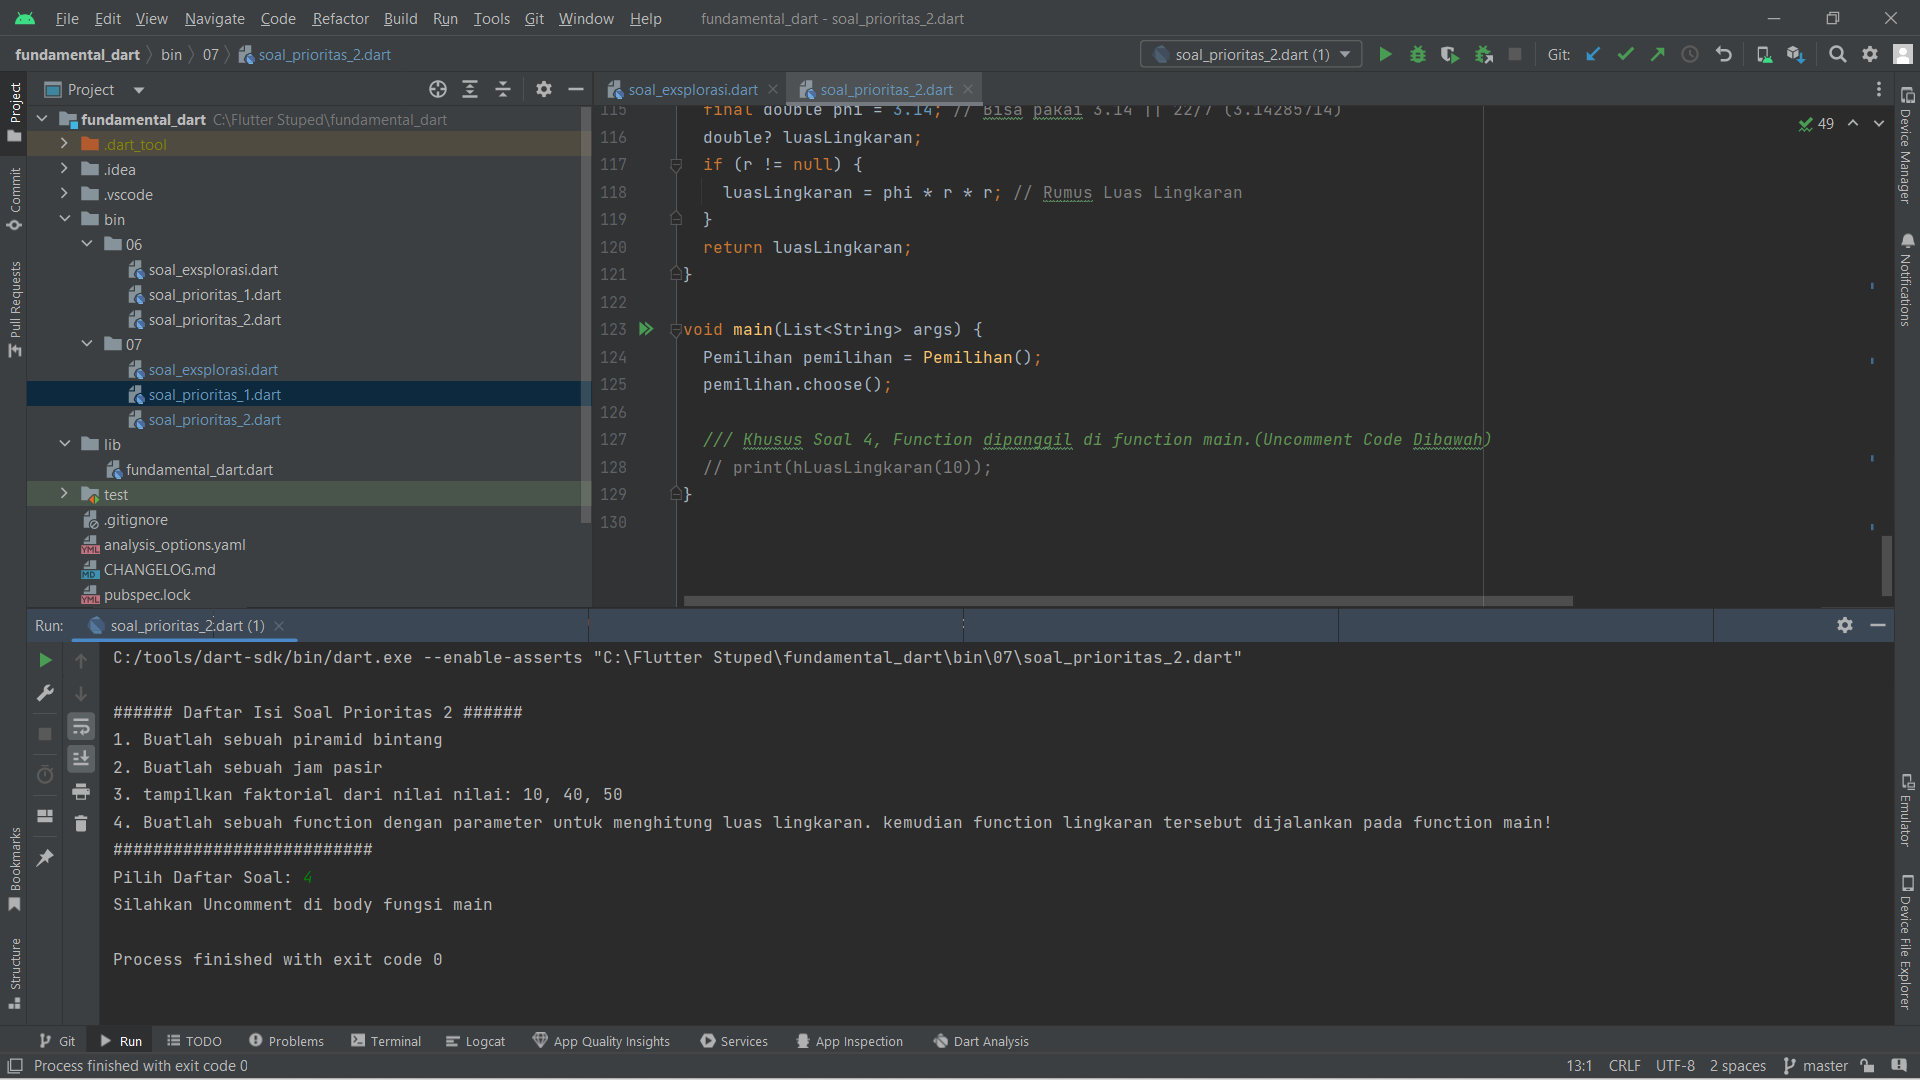 File Edit View Navigate Code Refactor Build Run Tools Git Window Help fundamental_dart - soal_prioritas_2.dart
fundamental_dart bin 07 soal_prioritas_2.dart
soal_prioritas_2.dart (1)
Git:
Project
Commit
Pull Requests
Bookmarks
Structure
Project
fundamental_dart C:\Flutter Stuped\fundamental_dart
.dart_tool
.idea
.vscode
bin
06
soal_exsplorasi.dart
soal_prioritas_1.dart
soal_prioritas_2.dart
07
soal_exsplorasi.dart
soal_prioritas_1.dart
soal_prioritas_2.dart
lib
fundamental_dart.dart
test
.gitignore
analysis_options.yaml
CHANGELOG.md
pubspec.lock
soal_exsplorasi.dart soal_prioritas_2.dart
49
115 final double phi = 3.14; // Bisa pakai 3.14 || 22/7 (3.14285714)
116 double? luasLingkaran;
117 if (r != null) {
118 luasLingkaran = phi * r * r; // Rumus Luas Lingkaran
119 }
120 return luasLingkaran;
121 }
122
123 void main(List<String> args) {
124 Pemilihan pemilihan = Pemilihan();
125 pemilihan.choose();
126
127 /// Khusus Soal 4, Function dipanggil di function main.(Uncomment Code Dibawah)
128 // print(hLuasLingkaran(10));
129 }
130
Device Manager
Notifications
Emulator
Device File Explorer
Run: soal_prioritas_2.dart (1)
C:/tools/dart-sdk/bin/dart.exe --enable-asserts "C:\Flutter Stuped\fundamental_dart\bin\07\soal_prioritas_2.dart"
###### Daftar Isi Soal Prioritas 2 ######
1. Buatlah sebuah piramid bintang
2. Buatlah sebuah jam pasir
3. tampilkan faktorial dari nilai nilai: 10, 40, 50
4. Buatlah sebuah function dengan parameter untuk menghitung luas lingkaran. kemudian function lingkaran tersebut dijalankan pada function main!
##########################
Pilih Daftar Soal: 4
Silahkan Uncomment di body fungsi main
Process finished with exit code 0
Git Run TODO Problems Terminal Logcat App Quality Insights Services App Inspection Dart Analysis
Process finished with exit code 0
13:1 CRLF UTF-8 2 spaces master